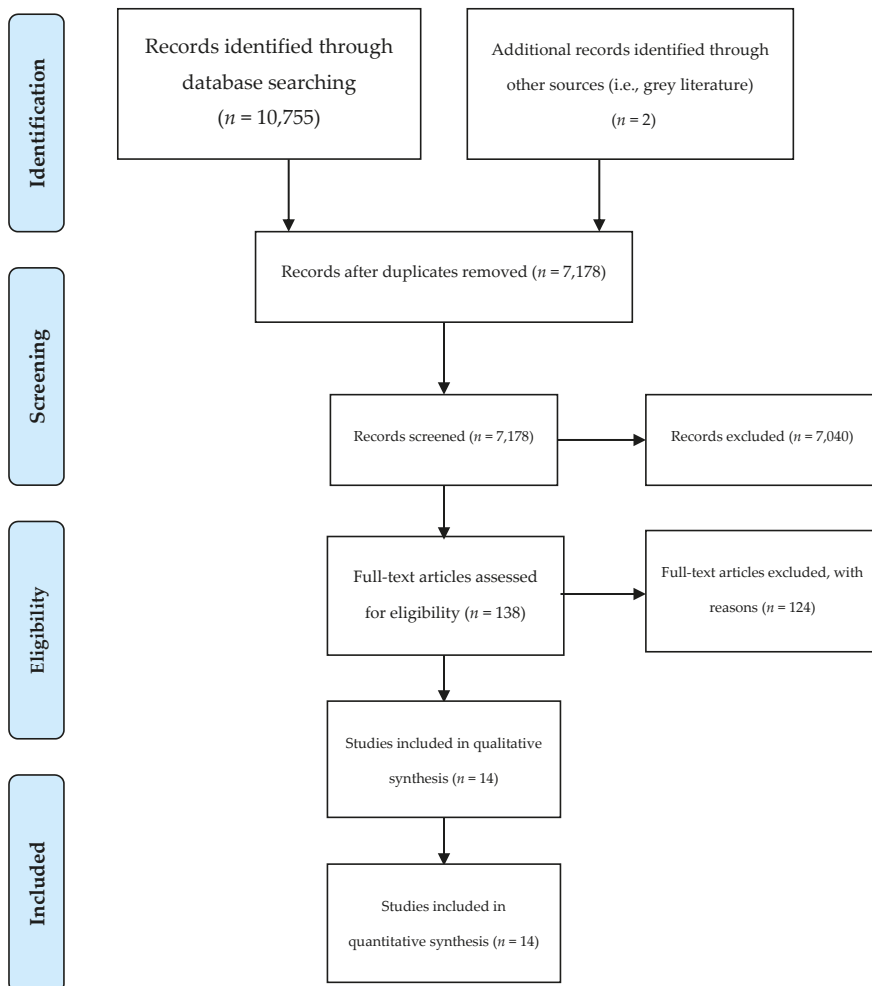 Identification
Records identified through
database searching
(n = 10,755)
Additional records identified through
other sources (i.e., grey literature)
(n = 2)
Records after duplicates removed (n = 7,178)
Screening
Records screened (n = 7,178)
Records excluded (n = 7,040)
Eligibility
Full-text articles assessed
for eligibility (n = 138)
Full-text articles excluded, with
reasons (n = 124)
Studies included in qualitative
synthesis (n = 14)
Included
Studies included in
quantitative synthesis (n = 14)